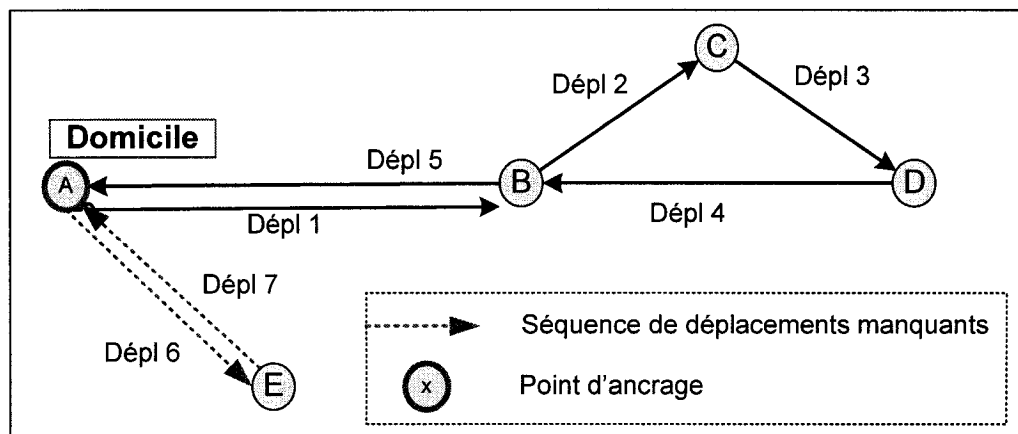 C
Dépl 2
Dépl 3
Domicile
Dépl 5
A
B
D
Dépl 1
Dépl 4
Dépl 7
Dépl 6
E
Séquence de déplacements manquants
x
Point d'ancrage